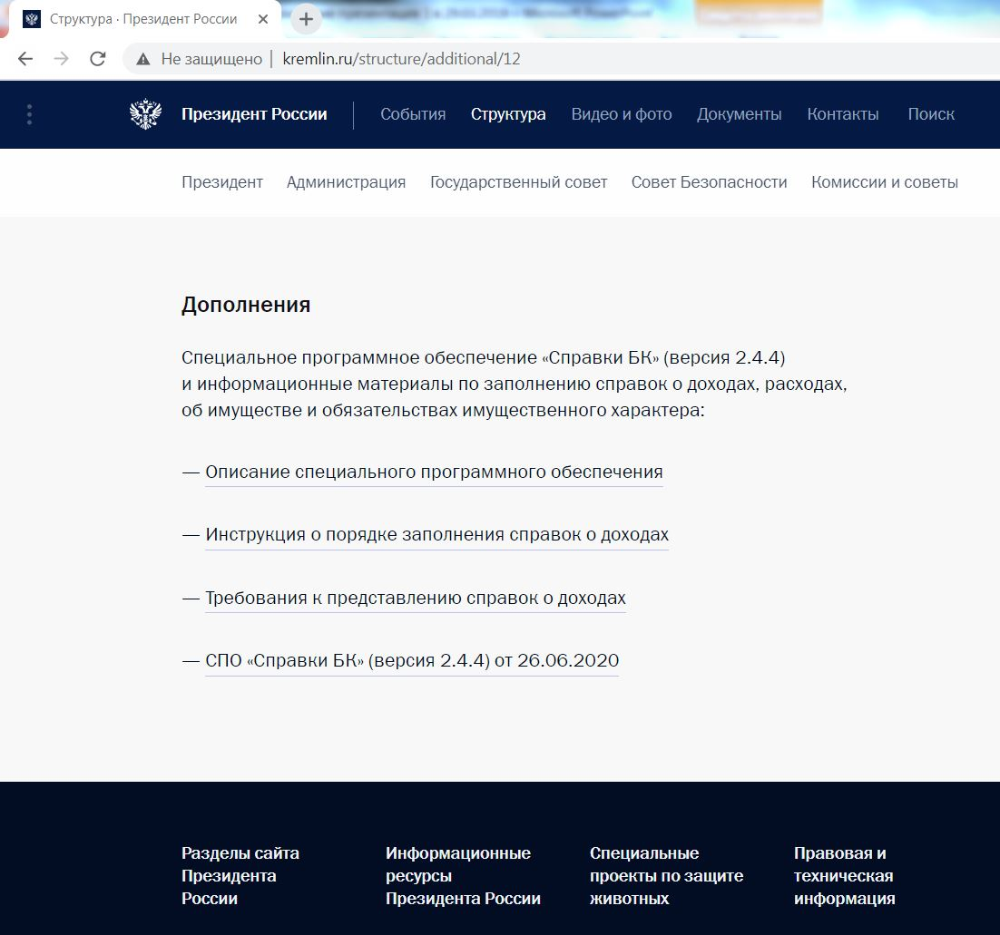 Структура · Президент России
Не защищено | kremlin.ru/structure/additional/12
Президент России | События Структура Видео и фото Документы Контакты Поиск
Президент Администрация Государственный совет Совет Безопасности Комиссии и советы
Дополнения
Специальное программное обеспечение «Справки БК» (версия 2.4.4)
и информационные материалы по заполнению справок о доходах, расходах,
об имуществе и обязательствах имущественного характера:
— Описание специального программного обеспечения
— Инструкция о порядке заполнения справок о доходах
— Требования к представлению справок о доходах
— СПО «Справки БК» (версия 2.4.4) от 26.06.2020
Разделы сайта
Президента
России
Информационные
ресурсы
Президента России
Специальные
проекты по защите
животных
Правовая и
техническая
информация